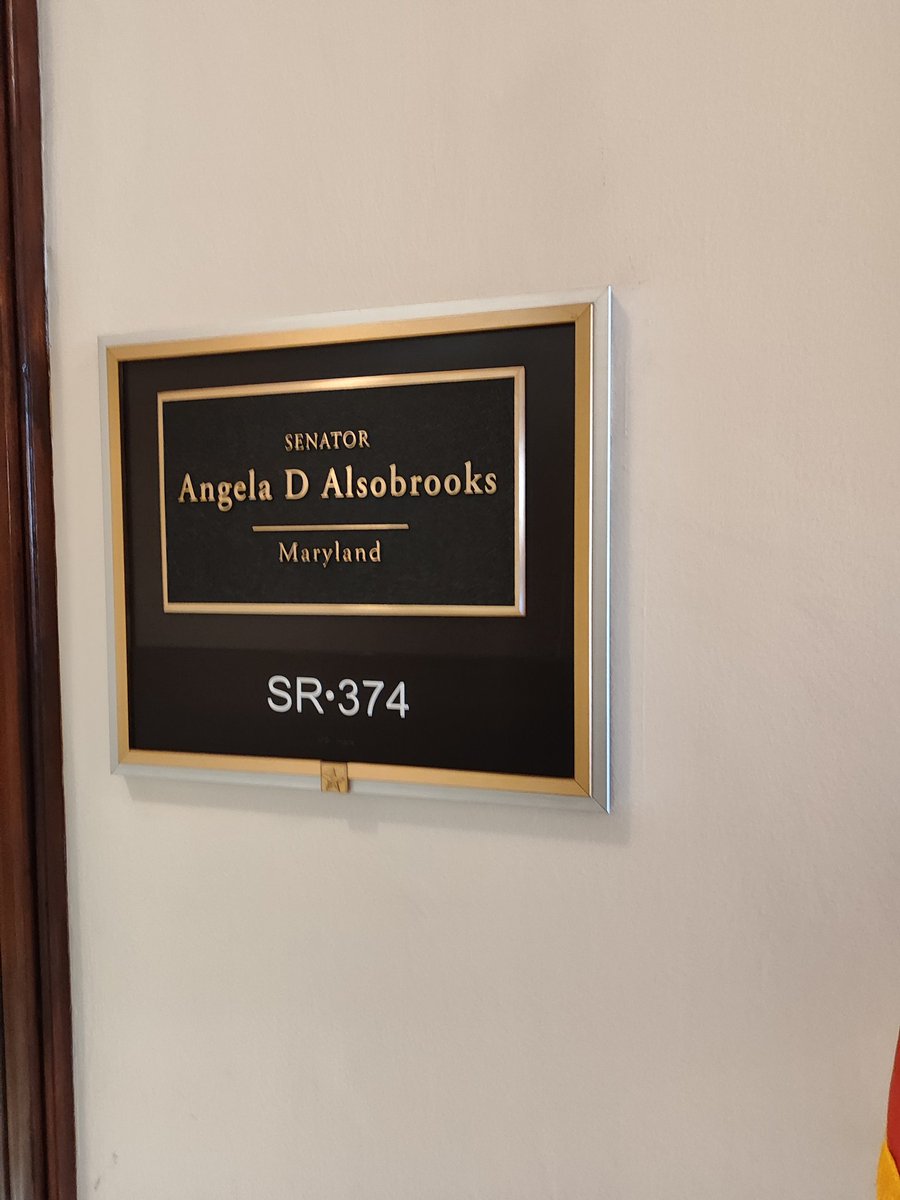 SENATOR
Angela D Alsobrooks
Maryland
SR•374